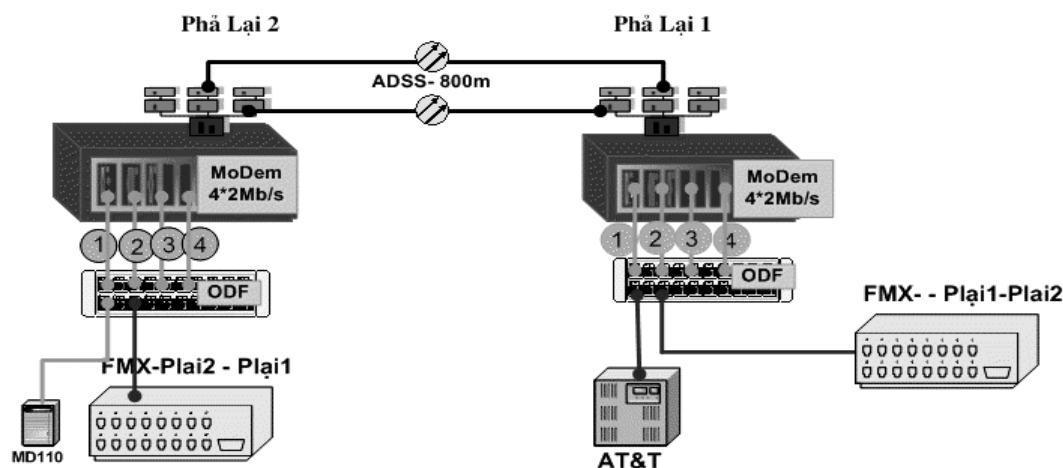 Phả Lại 2
Phả Lại 1
ADSS- 800m
MoDem
4*2Mb/s
MoDem
4*2Mb/s
1 2 3 4
1 2 3 4
ODF
ODF
FMX- - Plại1-Plai2
FMX-Plai2 - Plại1
MD110
AT&T